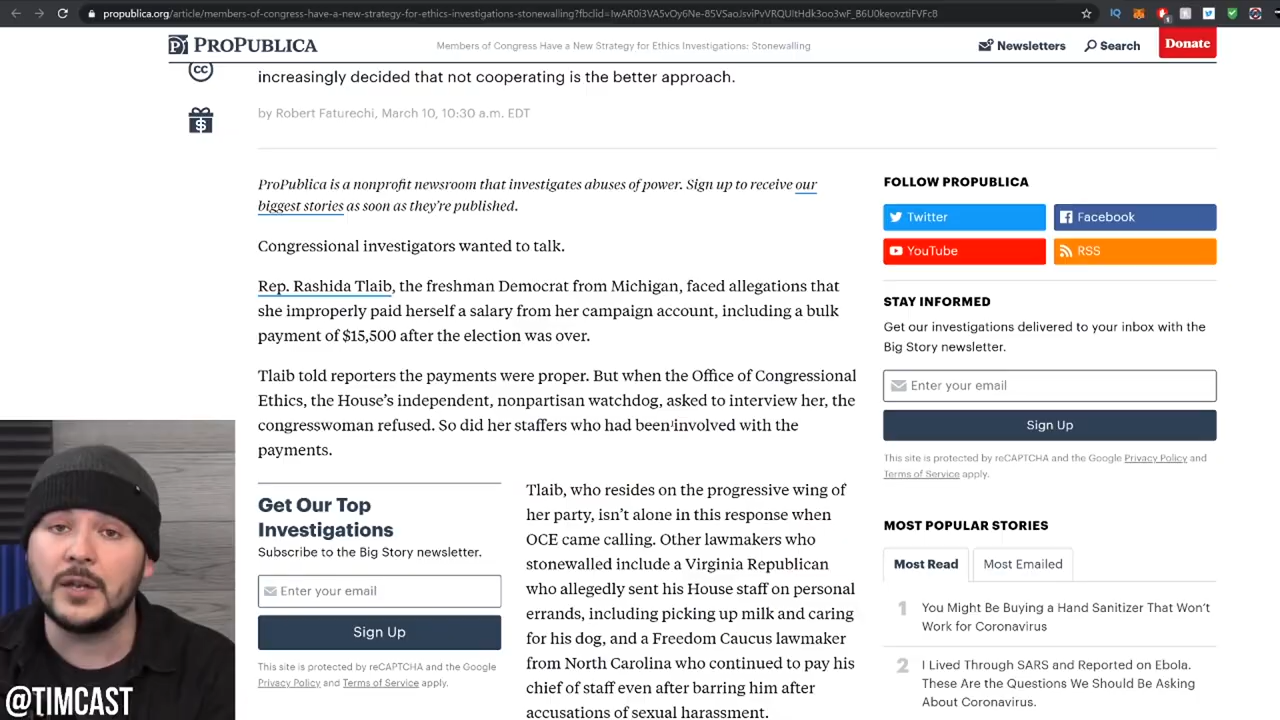 propublica.org/article/members-of-congress-have-a-new-strategy-for-ethics-investigations-stonewalling?fbclid=IwAR0i3VA5vOy6Ne-85VSaoJsviPvVRQUItHdk3oo3wF_B6U0keovztiFVFc8
PROPUBLICA
Members of Congress Have a New Strategy for Ethics Investigations: Stonewalling
Newsletters
Search
Donate
increasingly decided that not cooperating is the better approach.
by Robert Faturechi, March 10, 10:30 a.m. EDT
ProPublica is a nonprofit newsroom that investigates abuses of power. Sign up to receive our
biggest stories as soon as they're published.
Congressional investigators wanted to talk.
Rep. Rashida Tlaib, the freshman Democrat from Michigan, faced allegations that
she improperly paid herself a salary from her campaign account, including a bulk
payment of $15,500 after the election was over.
Tlaib told reporters the payments were proper. But when the Office of Congressional
Ethics, the House's independent, nonpartisan watchdog, asked to interview her, the
congresswoman refused. So did her staffers who had been involved with the
payments.
Get Our Top
Investigations
Subscribe to the Big Story newsletter.
Enter your email
Sign Up
This site is protected by reCAPTCHA and the Google
Privacy Policy and Terms of Service apply.
Tlaib, who resides on the progressive wing of
her party, isn't alone in this response when
OCE came calling. Other lawmakers who
stonewalled include a Virginia Republican
who allegedly sent his House staff on personal
errands, including picking up milk and caring
for his dog, and a Freedom Caucus lawmaker
from North Carolina who continued to pay his
chief of staff even after barring him after
accusations of sexual harassment.
FOLLOW PROPUBLICA
Twitter
Facebook
YouTube
RSS
STAY INFORMED
Get our investigations delivered to your inbox with the
Big Story newsletter.
Enter your email
Sign Up
This site is protected by reCAPTCHA and the Google Privacy Policy and
Terms of Service apply.
MOST POPULAR STORIES
Most Read
Most Emailed
1 You Might Be Buying a Hand Sanitizer That Won't
Work for Coronavirus
2 I Lived Through SARS and Reported on Ebola.
These Are the Questions We Should Be Asking
About Coronavirus.
@TIMCAST